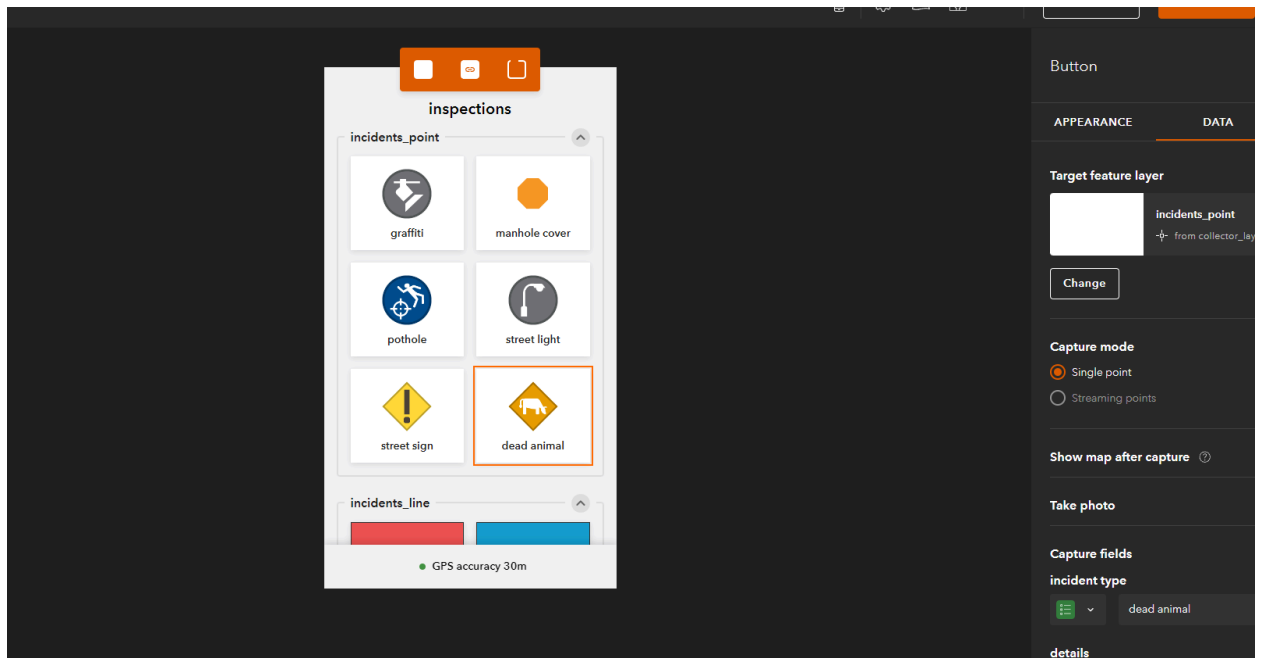 inspections
incidents_point
graffiti
manhole cover
pothole
street light
street sign
dead animal
incidents_line
GPS accuracy 30m
Button
APPEARANCE
DATA
Target feature layer
incidents_point
from collector_lay
Change
Capture mode
Single point
Streaming points
Show map after capture
Take photo
Capture fields
incident type
dead animal
details